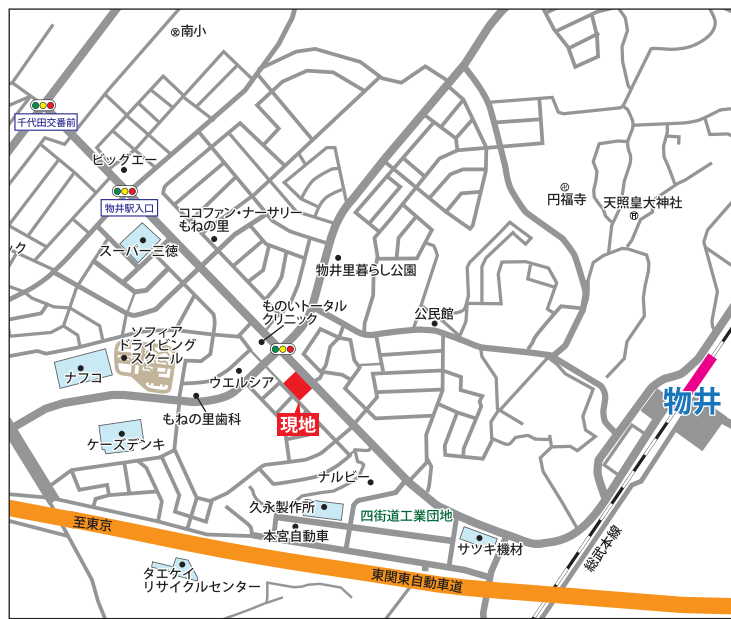 南小
千代田交番前
ビッグエー
物井駅入口
円福寺
天照皇大神社
ココファン・ナーサリー
もねの里
ック
スーパー三徳
物井里暮らし公園
ものいトータル
クリニック
公民館
ソフィア
ドライビング
スクール
ナフコ
ウエルシア
物井
もねの里歯科
現地
ケーズデンキ
ナルビー
久永製作所
四街道工業団地
至東京
本宮自動車
サツキ機材
総武本線
タエケイ
リサイクルセンター
東関東自動車道